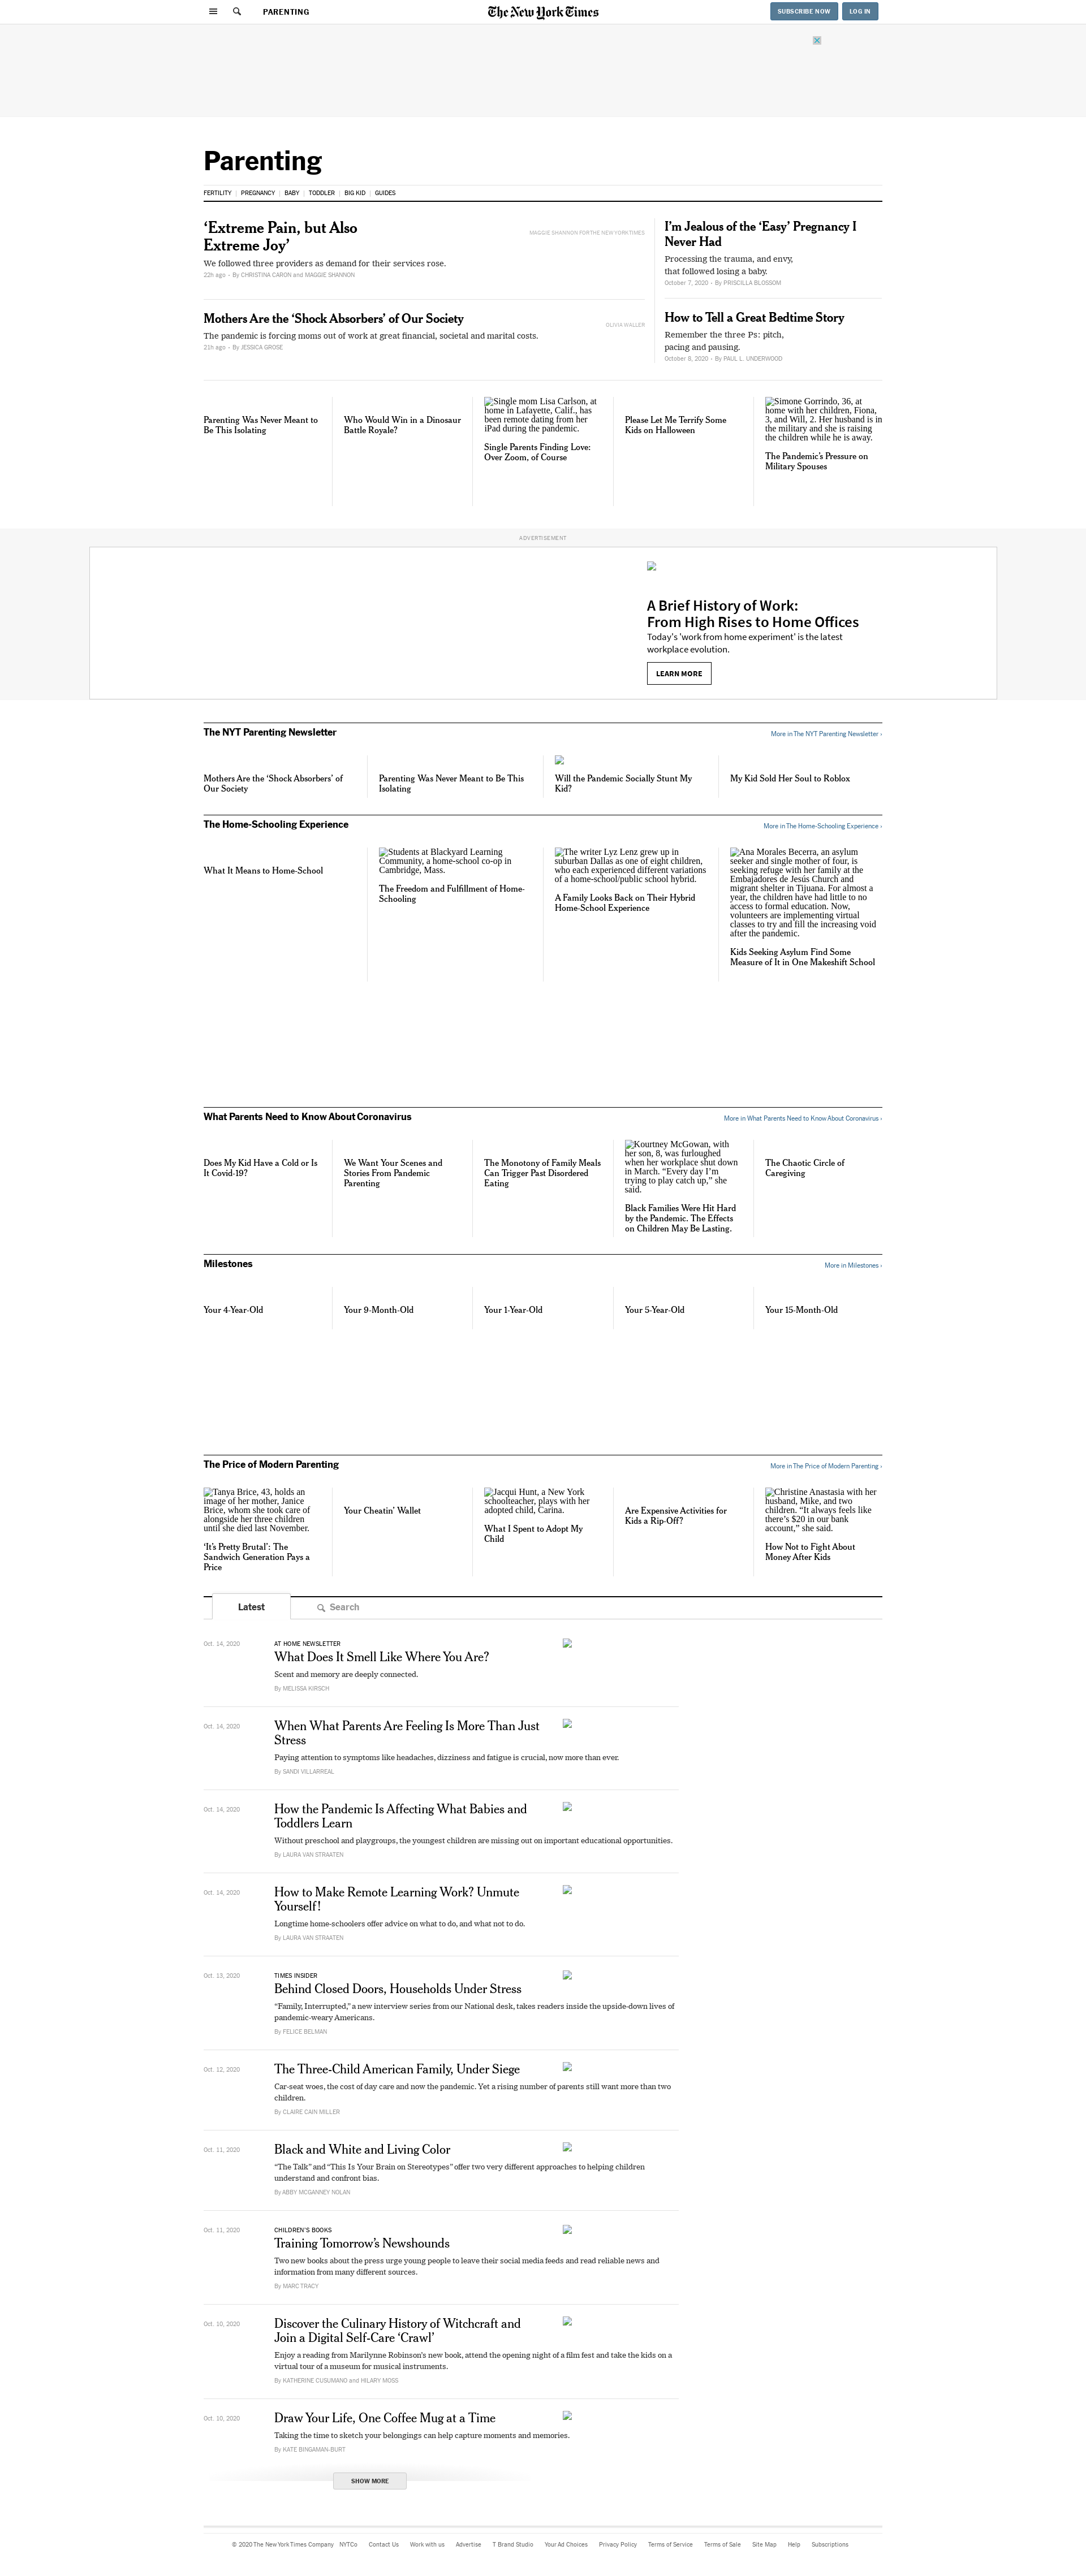 PARENTING
The New York Times
SUBSCRIBE NOW
LOG IN
Parenting
FERTILITY
PREGNANCY
BABY
TODDLER
BIG KID
GUIDES
‘Extreme Pain, but Also
Extreme Joy’
MAGGIE SHANNON FOR THE NEW YORK TIMES
We followed three providers as demand for their services rose.
22h ago - By CHRISTINA CARON and MAGGIE SHANNON
Mothers Are the ‘Shock Absorbers’ of Our Society
OLIVIA WALLER
The pandemic is forcing moms out of work at great financial, societal and marital costs.
21h ago - By JESSICA GROSE
I’m Jealous of the ‘Easy’ Pregnancy I
Never Had
Processing the trauma, and envy,
that followed losing a baby.
October 7, 2020 - By PRISCILLA BLOSSOM
How to Tell a Great Bedtime Story
Remember the three Ps: pitch,
pacing and pausing.
October 8, 2020 - By PAUL L. UNDERWOOD
Parenting Was Never Meant to
Be This Isolating
Who Would Win in a Dinosaur
Battle Royale?
Single mom Lisa Carlson, at
home in Lafayette, Calif., has
been remote dating from her
iPad during the pandemic.
Single Parents Finding Love:
Over Zoom, of Course
Please Let Me Terrify Some
Kids on Halloween
Simone Gorrindo, 36, at
home with her children, Fiona,
3, and Will, 2. Her husband is in
the military and she is raising
the children while he is away.
The Pandemic’s Pressure on
Military Spouses
ADVERTISEMENT
A Brief History of Work:
From High Rises to Home Offices
Today's 'work from home experiment' is the latest
workplace evolution.
LEARN MORE
The NYT Parenting Newsletter
More in The NYT Parenting Newsletter ›
Mothers Are the ‘Shock Absorbers’ of
Our Society
Parenting Was Never Meant to Be This
Isolating
Will the Pandemic Socially Stunt My
Kid?
My Kid Sold Her Soul to Roblox
The Home-Schooling Experience
More in The Home-Schooling Experience ›
What It Means to Home-School
Students at Blackyard Learning
Community, a home-school co-op in
Cambridge, Mass.
The Freedom and Fulfillment of Home-
Schooling
The writer Lyz Lenz grew up in
suburban Dallas as one of eight children,
who each experienced different variations
of a home-school/public school hybrid.
A Family Looks Back on Their Hybrid
Home-School Experience
Ana Morales Becerra, an asylum
seeker and single mother of four, is
seeking refuge with her family at the
Embajadores de Jesús Church and
migrant shelter in Tijuana. For almost a
year, the children have had little to no
access to formal education. Now,
volunteers are implementing virtual
classes to try and fill the increasing void
after the pandemic.
Kids Seeking Asylum Find Some
Measure of It in One Makeshift School
What Parents Need to Know About Coronavirus
More in What Parents Need to Know About Coronavirus ›
Does My Kid Have a Cold or Is
It Covid-19?
We Want Your Scenes and
Stories From Pandemic
Parenting
The Monotony of Family Meals
Can Trigger Past Disordered
Eating
Kourtney McGowan, with
her son, 8, was furloughed
when her workplace shut down
in March. “Every day I’m
trying to play catch up,” she
said.
Black Families Were Hit Hard
by the Pandemic. The Effects
on Children May Be Lasting.
The Chaotic Circle of
Caregiving
Milestones
More in Milestones ›
Your 4-Year-Old
Your 9-Month-Old
Your 1-Year-Old
Your 5-Year-Old
Your 15-Month-Old
The Price of Modern Parenting
More in The Price of Modern Parenting ›
Tanya Brice, 43, holds an
image of her mother, Janice
Brice, whom she took care of
alongside her three children
until she died last November.
‘It’s Pretty Brutal’: The
Sandwich Generation Pays a
Price
Your Cheatin’ Wallet
Jacqui Hunt, a New York
schoolteacher, plays with her
adopted child, Carina.
What I Spent to Adopt My
Child
Are Expensive Activities for
Kids a Rip-Off?
Christine Anastasia with her
husband, Mike, and two
children. “It always feels like
there’s $20 in our bank
account,” she said.
How Not to Fight About
Money After Kids
Latest
Search
Oct. 14, 2020
AT HOME NEWSLETTER
What Does It Smell Like Where You Are?
Scent and memory are deeply connected.
By MELISSA KIRSCH
Oct. 14, 2020
When What Parents Are Feeling Is More Than Just
Stress
Paying attention to symptoms like headaches, dizziness and fatigue is crucial, now more than ever.
By SANDI VILLARREAL
Oct. 14, 2020
How the Pandemic Is Affecting What Babies and
Toddlers Learn
Without preschool and playgroups, the youngest children are missing out on important educational opportunities.
By LAURA VAN STRAATEN
Oct. 14, 2020
How to Make Remote Learning Work? Unmute
Yourself!
Longtime home-schoolers offer advice on what to do, and what not to do.
By LAURA VAN STRAATEN
Oct. 13, 2020
TIMES INSIDER
Behind Closed Doors, Households Under Stress
“Family, Interrupted,” a new interview series from our National desk, takes readers inside the upside-down lives of
pandemic-weary Americans.
By FELICE BELMAN
Oct. 12, 2020
The Three-Child American Family, Under Siege
Car-seat woes, the cost of day care and now the pandemic. Yet a rising number of parents still want more than two
children.
By CLAIRE CAIN MILLER
Oct. 11, 2020
Black and White and Living Color
“The Talk” and “This Is Your Brain on Stereotypes” offer two very different approaches to helping children
understand and confront bias.
By ABBY MCGANNEY NOLAN
Oct. 11, 2020
CHILDREN’S BOOKS
Training Tomorrow’s Newshounds
Two new books about the press urge young people to leave their social media feeds and read reliable news and
information from many different sources.
By MARC TRACY
Oct. 10, 2020
Discover the Culinary History of Witchcraft and
Join a Digital Self-Care ‘Crawl’
Enjoy a reading from Marilynne Robinson’s new book, attend the opening night of a film fest and take the kids on a
virtual tour of a museum for musical instruments.
By KATHERINE CUSUMANO and HILARY MOSS
Oct. 10, 2020
Draw Your Life, One Coffee Mug at a Time
Taking the time to sketch your belongings can help capture moments and memories.
By KATE BINGAMAN-BURT
SHOW MORE
© 2020 The New York Times Company
NYTCo
Contact Us
Work with us
Advertise
T Brand Studio
Your Ad Choices
Privacy Policy
Terms of Service
Terms of Sale
Site Map
Help
Subscriptions